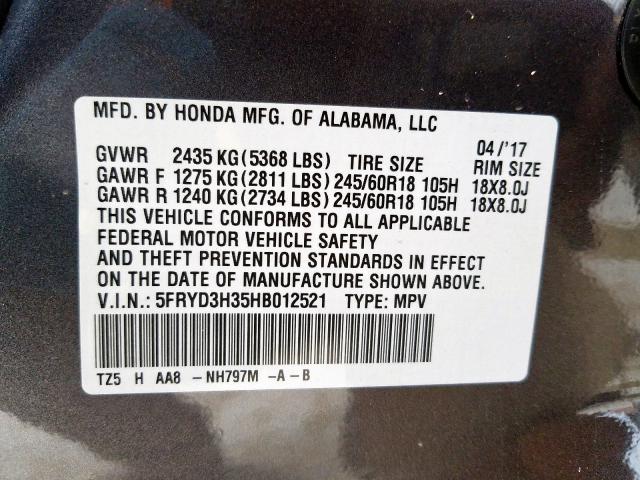 MFD. BY HONDA MFG. OF ALABAMA, LLC
04/'17
GVWR 2435 KG(5368 LBS) TIRE SIZE RIM SIZE
GAWR F 1275 KG(2811 LBS) 245/60R18 105H 18X8.0J
GAWR R 1240 KG(2734 LBS) 245/60R18 105H 18X8.0J
THIS VEHICLE CONFORMS TO ALL APPLICABLE
FEDERAL MOTOR VEHICLE SAFETY
AND THEFT PREVENTION STANDARDS IN EFFECT
ON THE DATE OF MANUFACTURE SHOWN ABOVE.
V.I.N.: 5FRYD3H35HB012521 TYPE: MPV
TZ5 H AA8 -NH797M -A-B